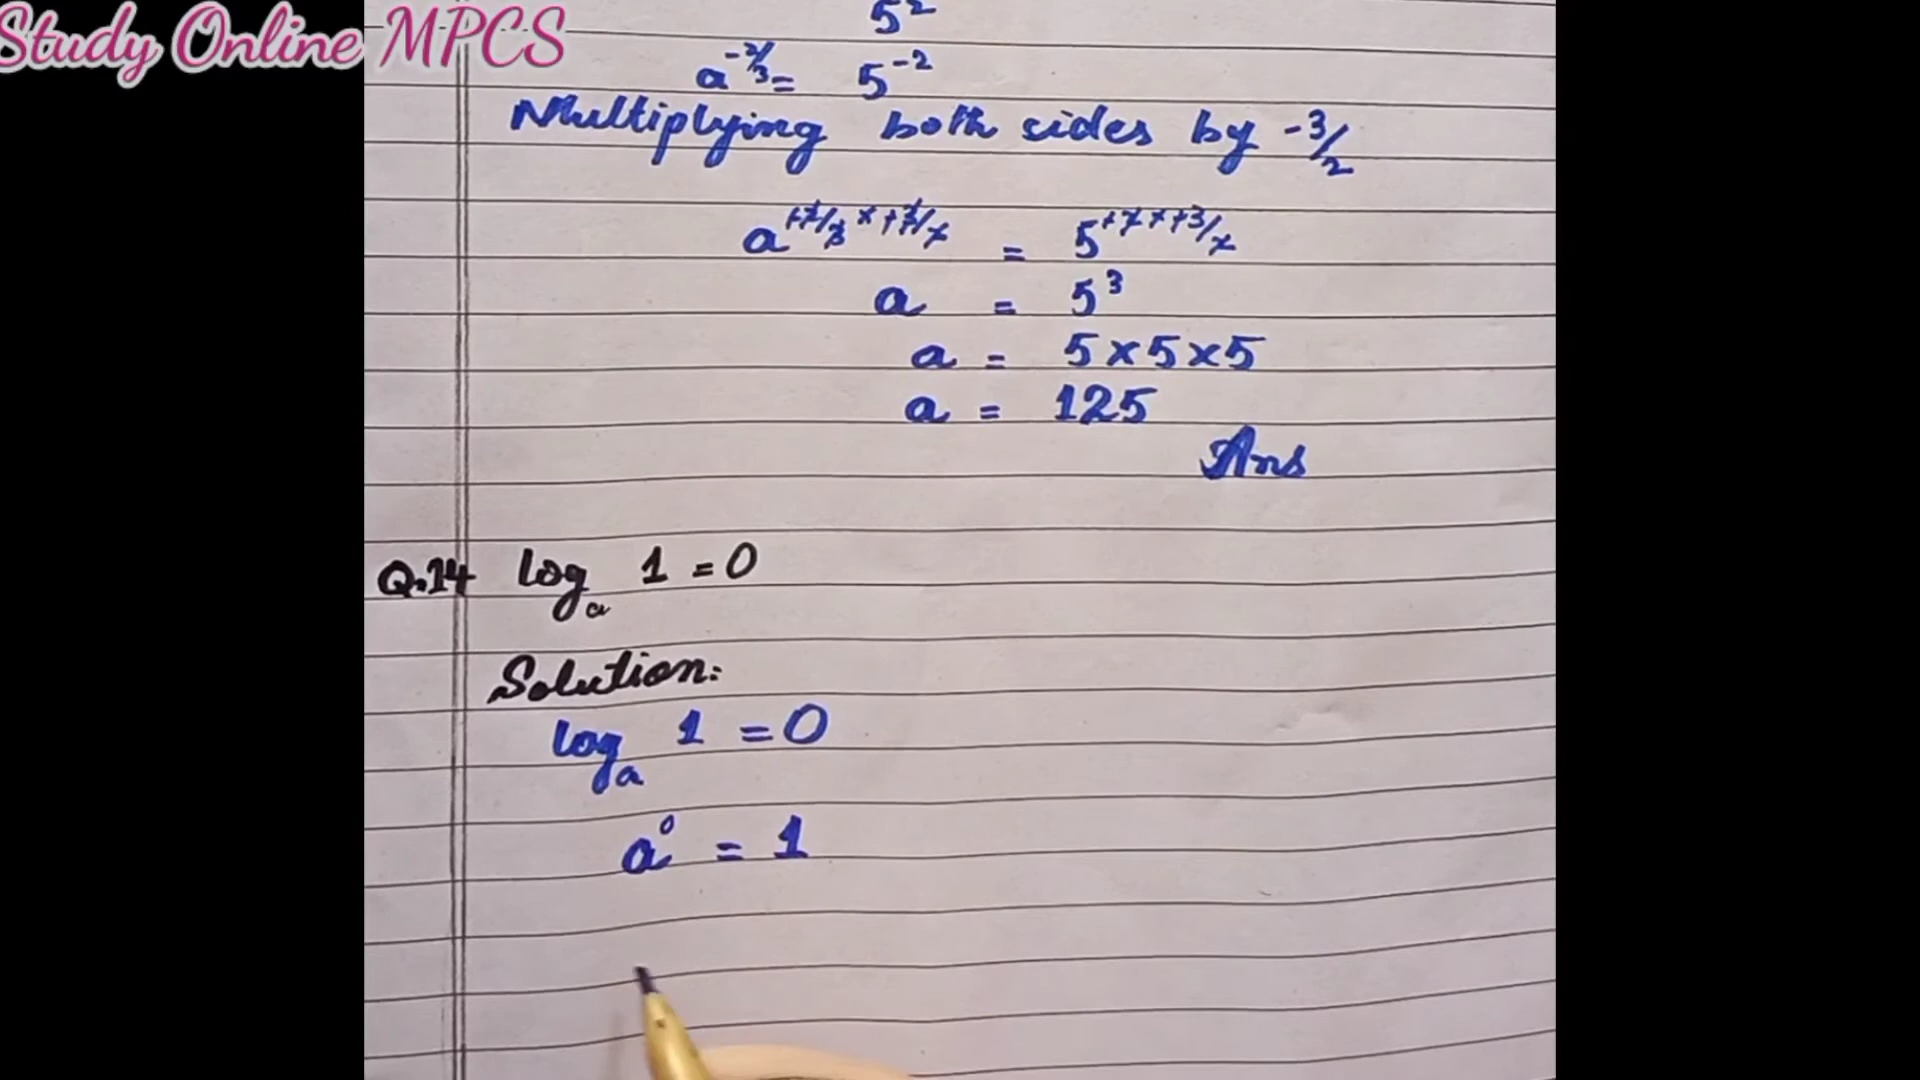 Study Online MPCS
5²
a^-2/3 = 5^-2
Multiplying both sides by -3/2
a^+2/3 × +3/2 = 5^+2 × +3/2
a = 5³
a = 5×5×5
a = 125
Ans
Q.14 log_a 1 = 0
Solution:
log_a 1 = 0
a⁰ = 1